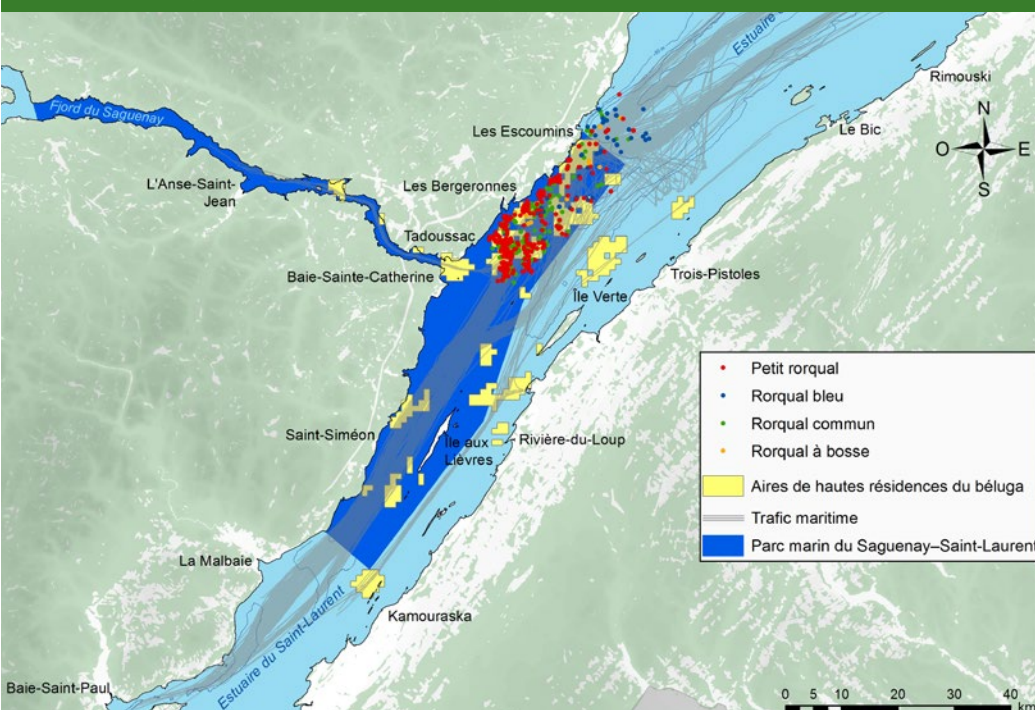 Estuaire
Rimouski
Fjord du Saguenay
Les Escoumins
Le Bic
N
O
E
S
L'Anse-Saint-
Jean
Les Bergeronnes
Tadoussac
Baie-Sainte-Catherine
Trois-Pistoles
Île Verte
Petit rorqual
Rorqual bleu
Rorqual commun
Rorqual à bosse
Aires de hautes résidences du béluga
Trafic maritime
Parc marin du Saguenay–Saint-Laurent
Saint-Siméon
Île aux
Lièvres
Rivière-du-Loup
La Malbaie
Kamouraska
Estuaire du Saint-Laurent
Baie-Saint-Paul
0 5 10 20 30 40